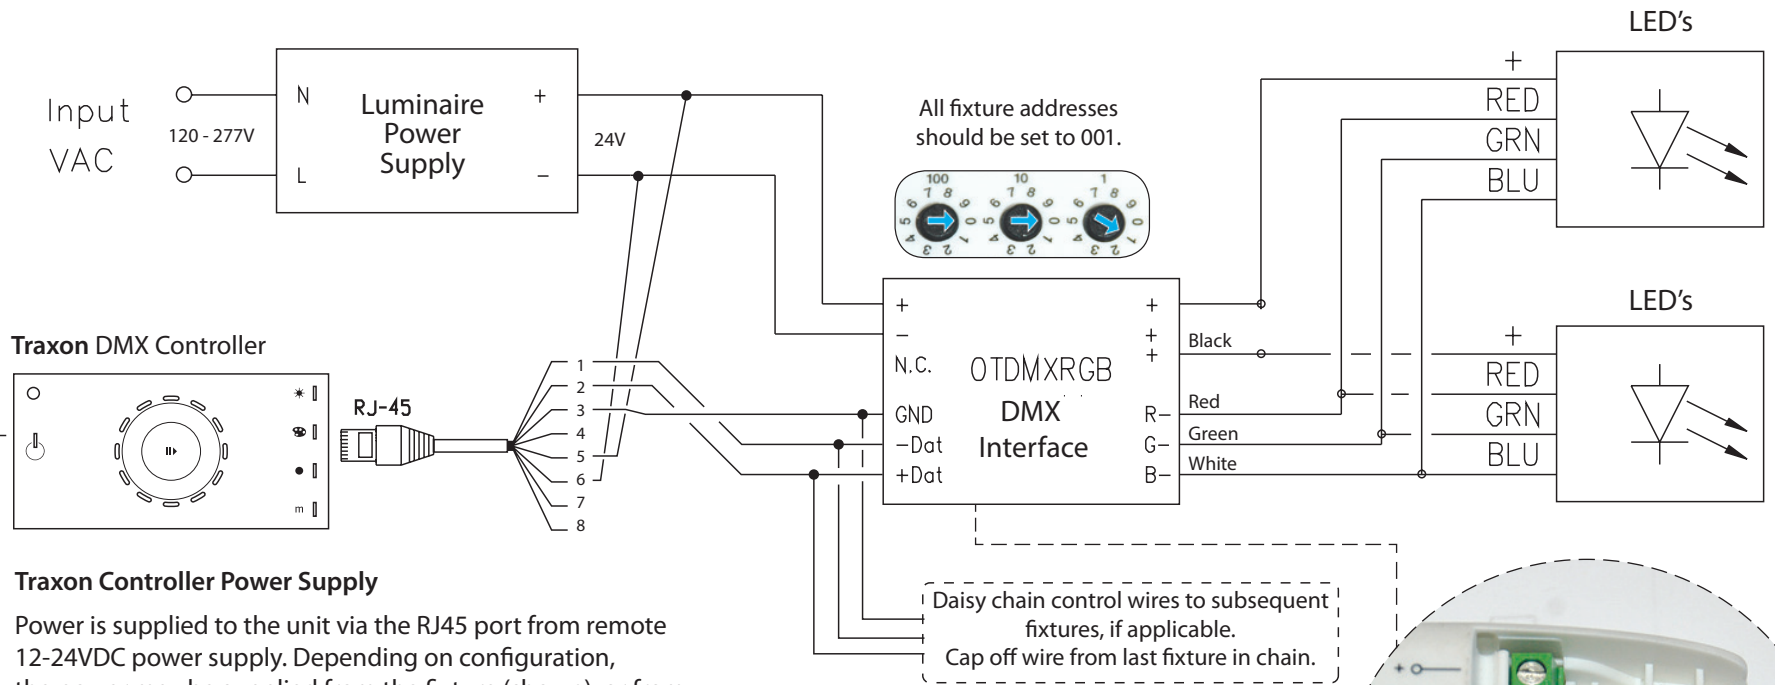 LED's
Input
VAC
120 - 277V
N
L
Luminaire
Power
Supply
+
−
24V
All fixture addresses
should be set to 001.
100 10 1
+
RED
GRN
BLU
LED's
+
RED
GRN
BLU
Traxon DMX Controller
m
RJ-45
1
2
3
4
5
6
7
8
+
−
N.C.
GND
−Dat
+Dat
OTDMXRGB
DMX
Interface
+
+
+
R−
G−
B−
Black
Red
Green
White
Traxon Controller Power Supply
Power is supplied to the unit via the RJ45 port from remote
12-24VDC power supply. Depending on configuration,
Daisy chain control wires to subsequent
fixtures, if applicable.
Cap off wire from last fixture in chain.
+